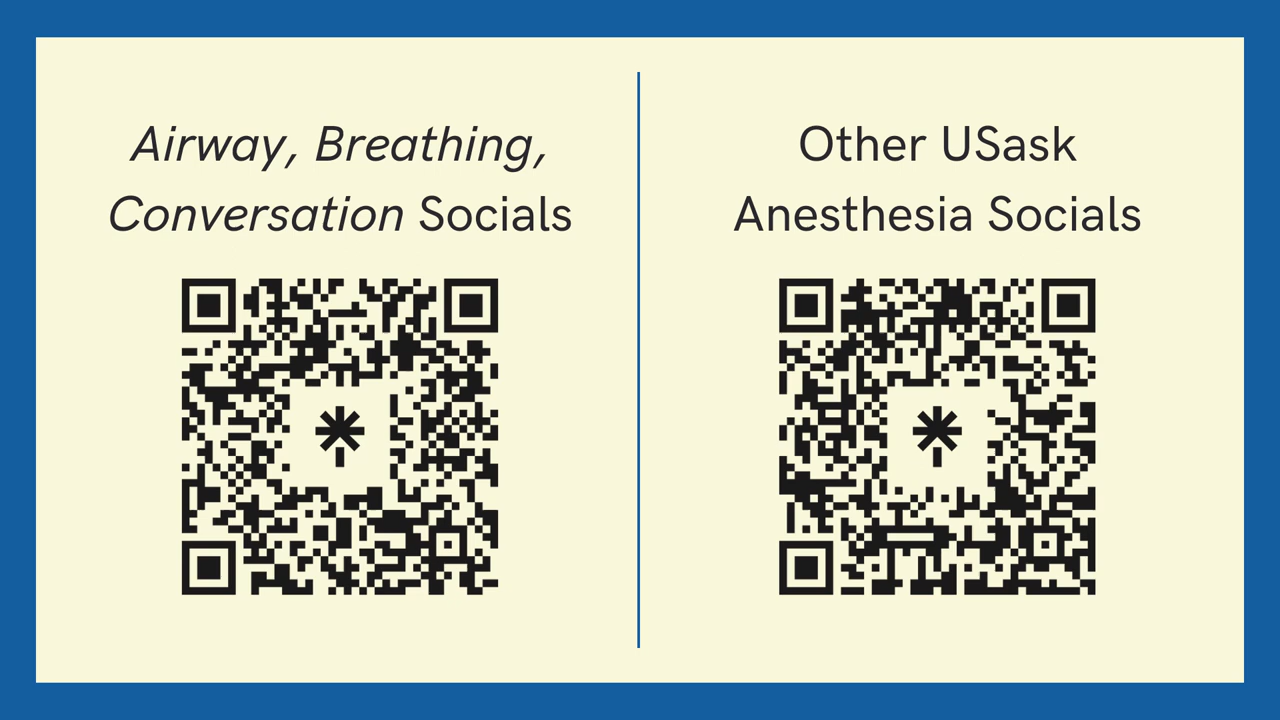 Airway, Breathing,
Conversation Socials
Other USask
Anesthesia Socials